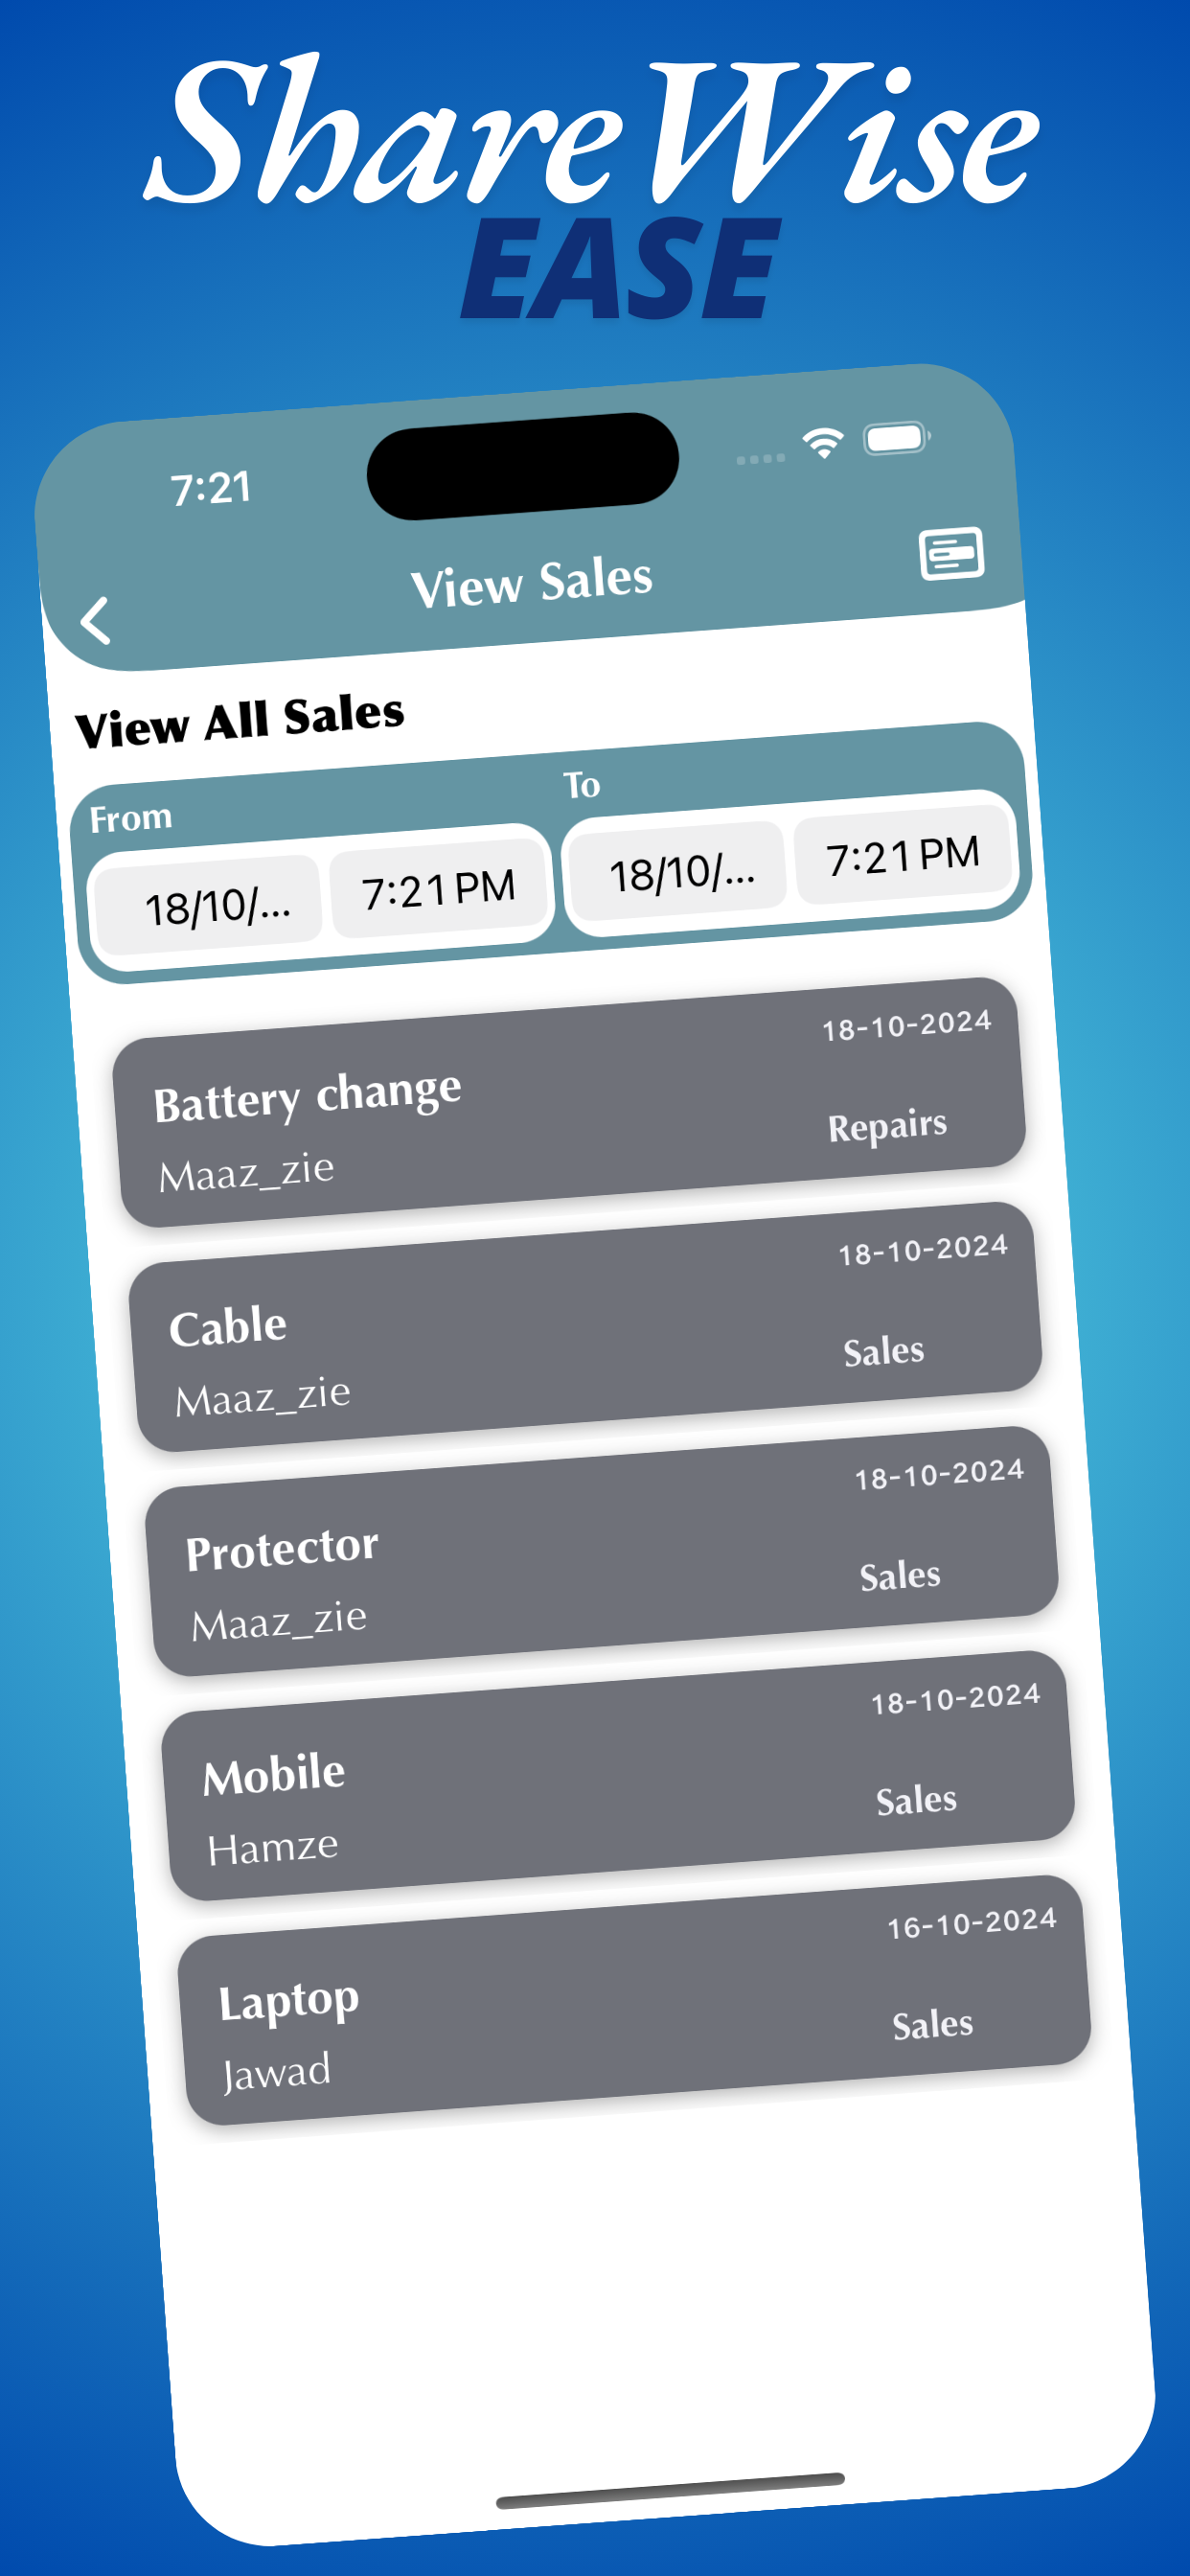 ShareWise
EASE
7:21
View Sales
View All Sales
From To
18/10/... 7:21 PM 18/10/... 7:21 PM
18-10-2024
Battery change
Repairs
Maaz_zie
18-10-2024
Cable
Sales
Maaz_zie
18-10-2024
Protector
Sales
Maaz_zie
18-10-2024
Mobile
Sales
Hamze
16-10-2024
Laptop
Sales
Jawad